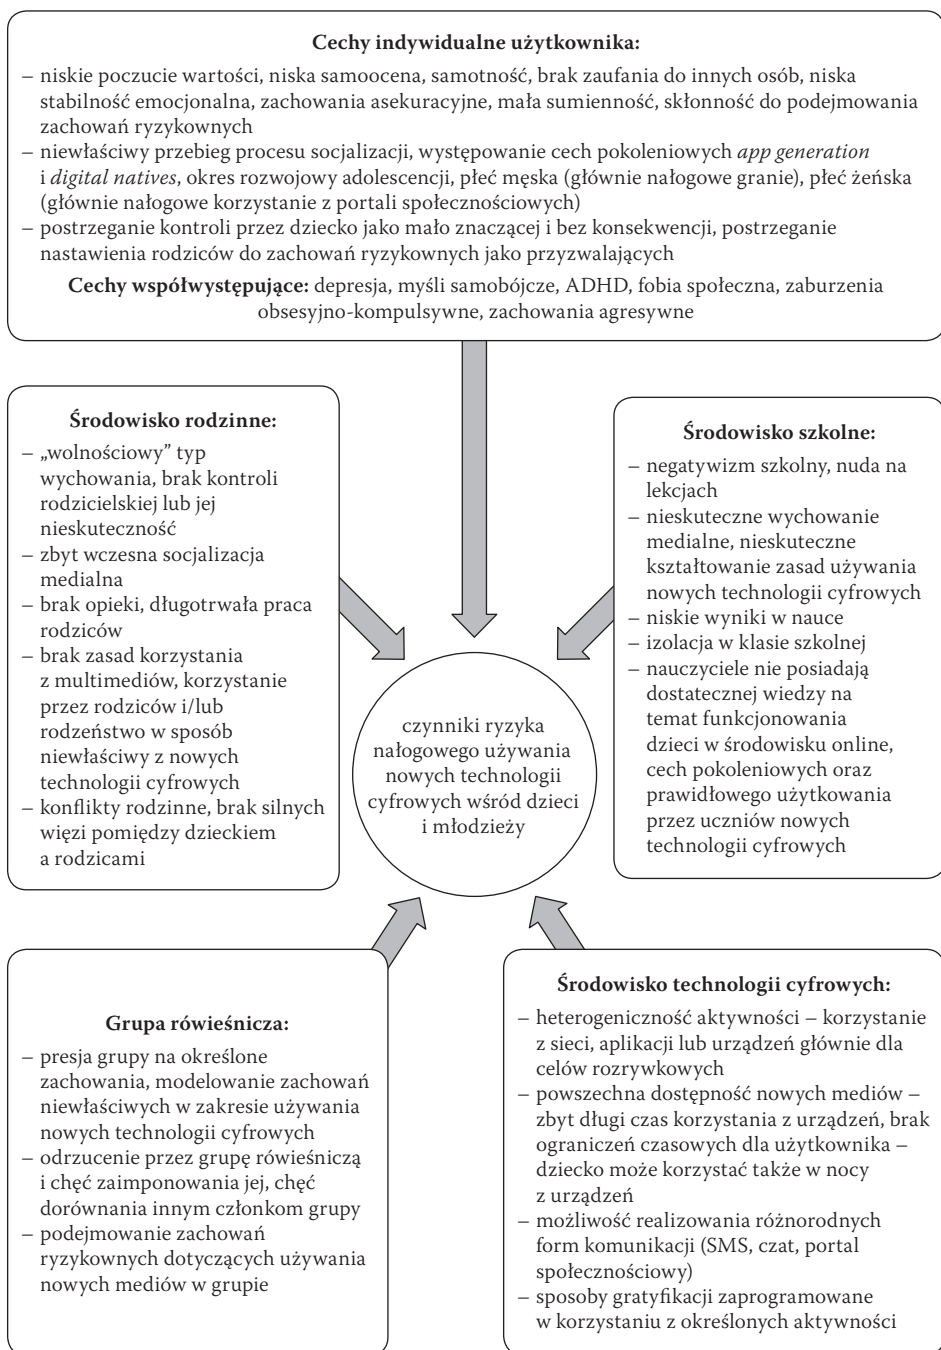 Cechy indywidualne użytkownika:
– niskie poczucie wartości, niska samoocena, samotność, brak zaufania do innych osób, niska
stabilność emocjonalna, zachowania asekuracyjne, mała sumienność, skłonność do podejmowania
zachowań ryzykownych
– niewłaściwy przebieg procesu socjalizacji, występowanie cech pokoleniowych app generation
i digital natives, okres rozwojowy adolescencji, płeć męska (głównie nałogowe granie), płeć żeńska
(głównie nałogowe korzystanie z portali społecznościowych)
– postrzeganie kontroli przez dziecko jako mało znaczącej i bez konsekwencji, postrzeganie
nastawienia rodziców do zachowań ryzykownych jako przyzwalających
Cechy współwystępujące: depresja, myśli samobójcze, ADHD, fobia społeczna, zaburzenia
obsesyjno-kompulsywne, zachowania agresywne
Środowisko rodzinne:
– „wolnościowy” typ
wychowania, brak kontroli
rodzicielskiej lub jej
nieskuteczność
– zbyt wczesna socjalizacja
medialna
– brak opieki, długotrwała praca
rodziców
– brak zasad korzystania
z multimediów, korzystanie
przez rodziców i/lub
rodzeństwo w sposób
niewłaściwy z nowych
technologii cyfrowych
– konflikty rodzinne, brak silnych
więzi pomiędzy dzieckiem
a rodzicami
Środowisko szkolne:
– negatywizm szkolny, nuda na
lekcjach
– nieskuteczne wychowanie
medialne, nieskuteczne
kształtowanie zasad używania
nowych technologii cyfrowych
– niskie wyniki w nauce
– izolacja w klasie szkolnej
– nauczyciele nie posiadają
dostatecznej wiedzy na
temat funkcjonowania
dzieci w środowisku online,
cech pokoleniowych oraz
prawidłowego użytkowania
przez uczniów nowych
technologii cyfrowych
czynniki ryzyka
nałogowego używania
nowych technologii
cyfrowych wśród dzieci
i młodzieży
Grupa rówieśnicza:
– presja grupy na określone
zachowania, modelowanie zachowań
niewłaściwych w zakresie używania
nowych technologii cyfrowych
– odrzucenie przez grupę rówieśniczą
i chęć zaimponowania jej, chęć
dorównania innym członkom grupy
– podejmowanie zachowań
ryzykownych dotyczących używania
nowych mediów w grupie
Środowisko technologii cyfrowych:
– heterogeniczność aktywności – korzystanie
z sieci, aplikacji lub urządzeń głównie dla
celów rozrywkowych
– powszechna dostępność nowych mediów –
zbyt długi czas korzystania z urządzeń, brak
ograniczeń czasowych dla użytkownika –
dziecko może korzystać także w nocy
z urządzeń
– możliwość realizowania różnorodnych
form komunikacji (SMS, czat, portal
społecznościowy)
– sposoby gratyfikacji zaprogramowane
w korzystaniu z określonych aktywności